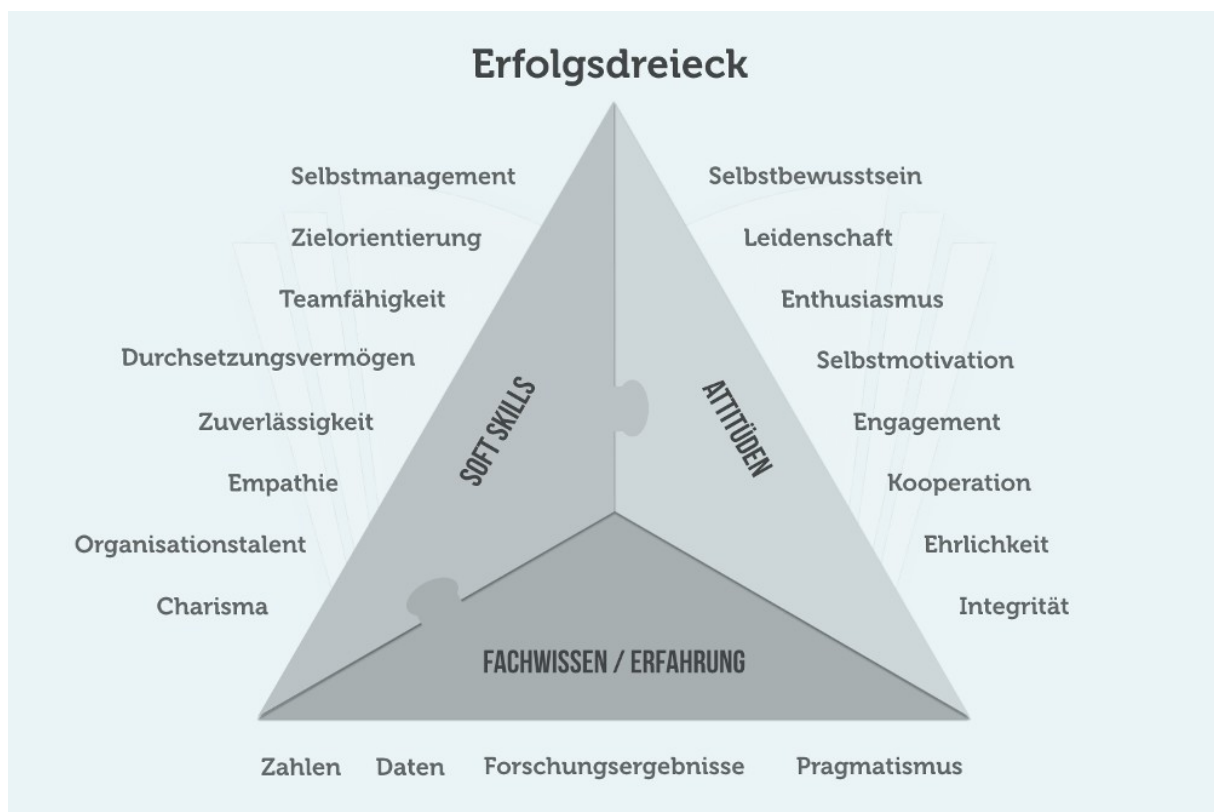 Erfolgsdreieck
Selbstmanagement
Zielorientierung
Teamfähigkeit
Durchsetzungsvermögen
Zuverlässigkeit
Empathie
Organisationstalent
Charisma
SOFT SKILLS
ATTITÜDEN
Selbstbewusstsein
Leidenschaft
Enthusiasmus
Selbstmotivation
Engagement
Kooperation
Ehrlichkeit
Integrität
FACHWISSEN / ERFAHRUNG
Zahlen Daten Forschungsergebnisse Pragmatismus